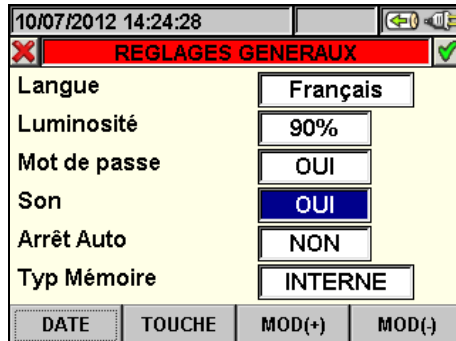 10/07/2012 14:24:28
REGLAGES GENERAUX
Langue Français
Luminosité 90%
Mot de passe OUI
Son OUI
Arrêt Auto NON
Typ Mémoire INTERNE
DATE TOUCHE MOD(+) MOD(-)